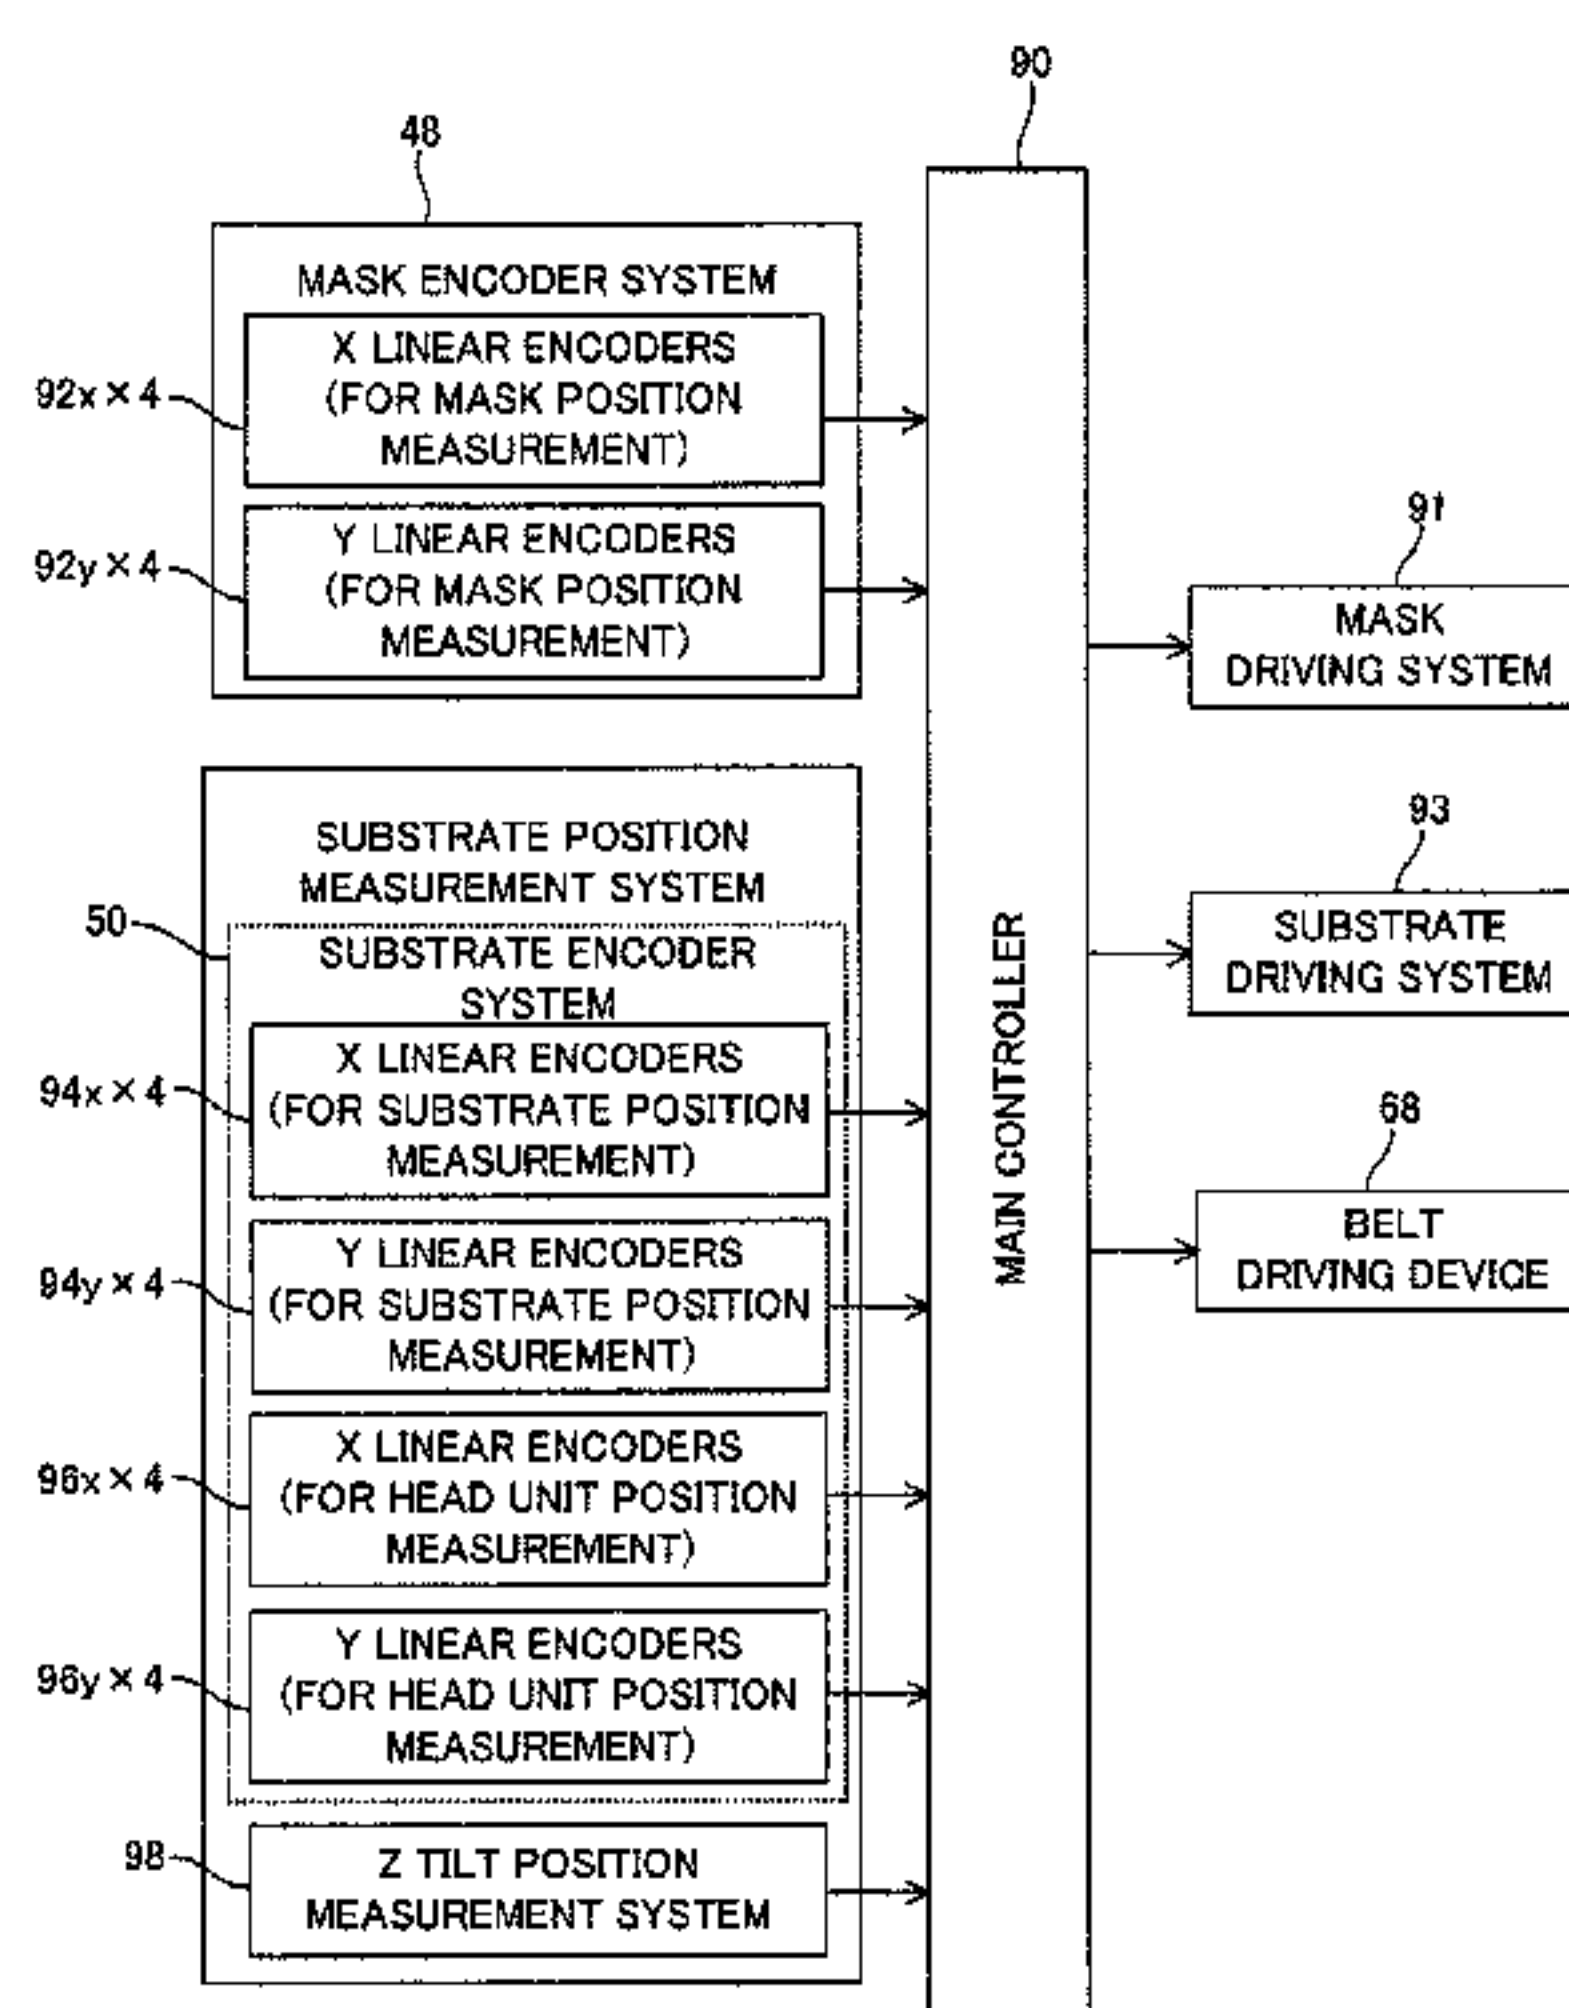 90
48
MASK ENCODER SYSTEM
92x×4
X LINEAR ENCODERS
(FOR MASK POSITION
MEASUREMENT)
92y×4
Y LINEAR ENCODERS
(FOR MASK POSITION
MEASUREMENT)
SUBSTRATE POSITION
MEASUREMENT SYSTEM
50
SUBSTRATE ENCODER
SYSTEM
94x×4
X LINEAR ENCODERS
(FOR SUBSTRATE POSITION
MEASUREMENT)
94y×4
Y LINEAR ENCODERS
(FOR SUBSTRATE POSITION
MEASUREMENT)
96x×4
X LINEAR ENCODERS
(FOR HEAD UNIT POSITION
MEASUREMENT)
96y×4
Y LINEAR ENCODERS
(FOR HEAD UNIT POSITION
MEASUREMENT)
98
Z TILT POSITION
MEASUREMENT SYSTEM
MAIN CONTROLLER
91
MASK
DRIVING SYSTEM
93
SUBSTRATE
DRIVING SYSTEM
68
BELT
DRIVING DEVICE